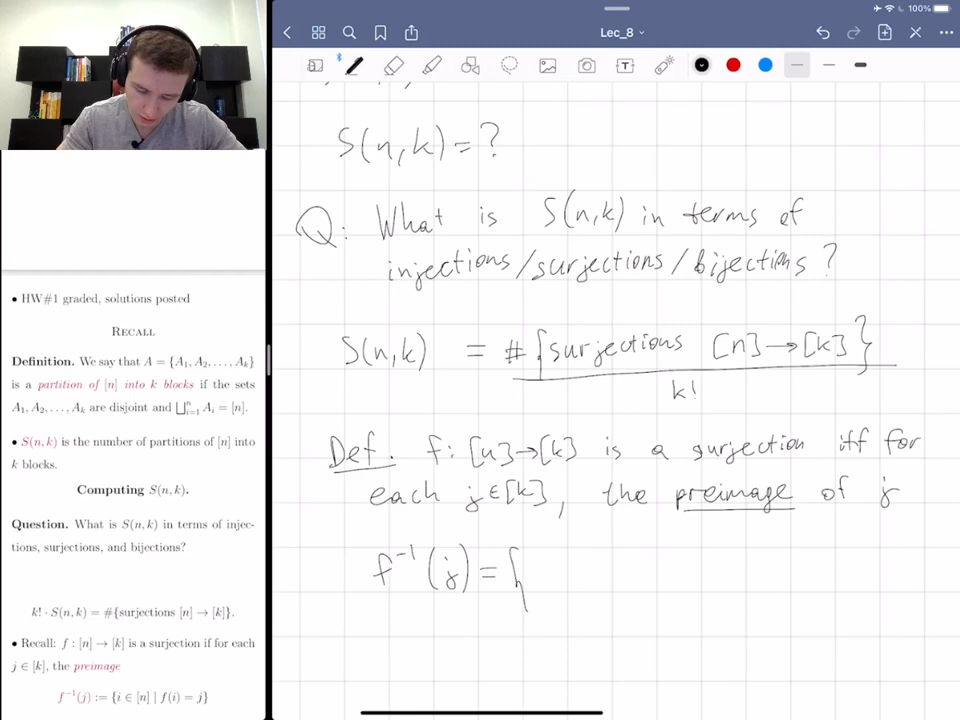 100%
Lec_8
S(n,k) = ?
Q: What is S(n,k) in terms of
injections/surjections/bijections?
S(n,k) = #{surjections [n]→[k]}
k!
Def. f: [n]→[k] is a surjection iff for
each j∈[k], the preimage of j
f⁻¹(j) = {
• HW#1 graded, solutions posted
RECALL
Definition. We say that A = {A₁, A₂, . . . , Aₖ}
is a partition of [n] into k blocks if the sets
A₁, A₂, . . . , Aₖ are disjoint and ⨆ⁿᵢ₌₁ Aᵢ = [n].
• S(n, k) is the number of partitions of [n] into
k blocks.
Computing S(n, k).
Question. What is S(n, k) in terms of injec-
tions, surjections, and bijections?
k! · S(n, k) = #{surjections [n] → [k]}.
• Recall: f : [n] → [k] is a surjection if for each
j ∈ [k], the preimage
f⁻¹(j) := {i ∈ [n] | f(i) = j}